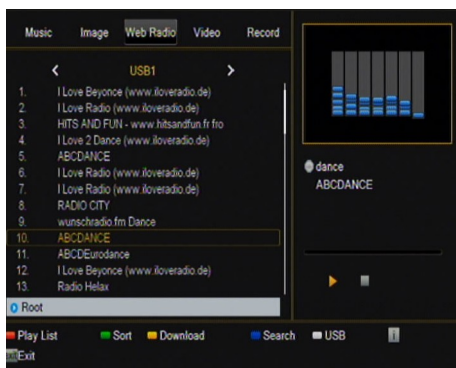 Music Image Web Radio Video Record
USB1
1. I Love Beyonce (www.iloveradio.de)
2. I Love Radio (www.iloveradio.de)
3. HITS AND FUN - www.hitsandfun.fr fro
4. I Love 2 Dance (www.iloveradio.de)
5. ABCDANCE
6. I Love Radio (www.iloveradio.de)
7. I Love Radio (www.iloveradio.de)
8. RADIO CITY
9. wunschradio.fm Dance
10. ABCDANCE
11. ABCDEurodance
12. I Love Beyonce (www.iloveradio.de)
13. Radio Helax
Root
dance
ABCDANCE
Play List Sort Download Search USB i
Exit